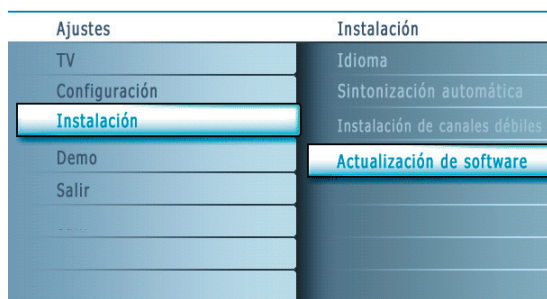 Ajustes
TV
Configuración
Instalación
Demo
Salir
Instalación
Idioma
Sintonización automática
Instalación de canales débiles
Actualización de software